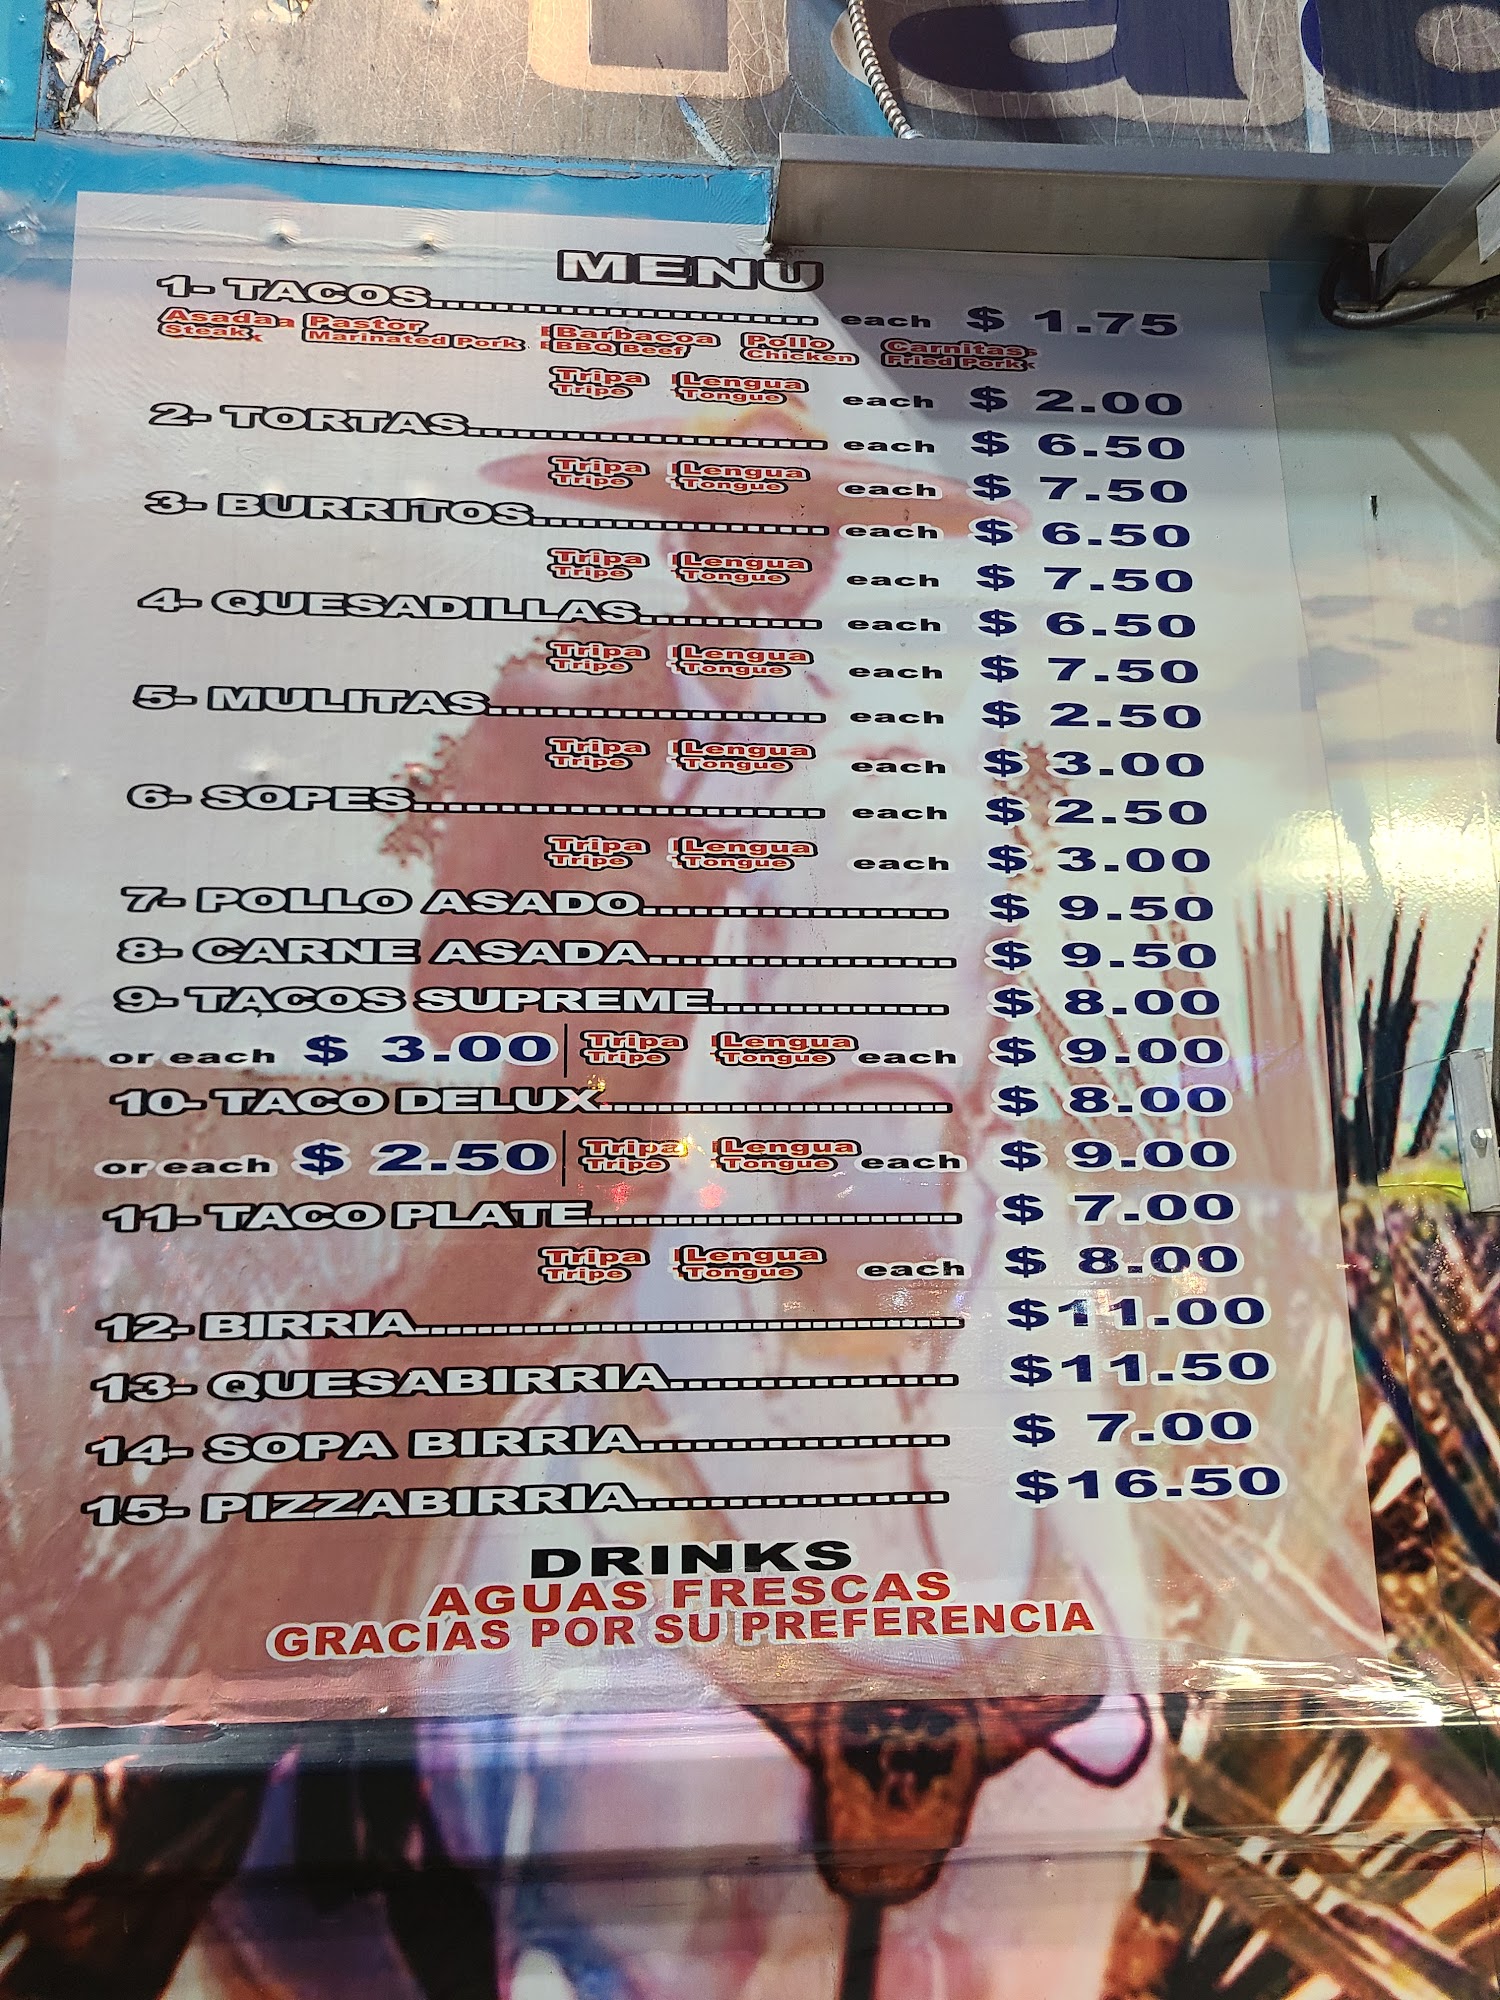 MENU
1- TACOS........................... each $ 1.75
Asada Pastor Barbacoa Pollo Carnitas
Steak Marinated Pork BBQ Beef Chicken Fried Pork
Tripa Lengua each $ 2.00
Tripe Tongue
2- TORTAS........................ each $ 6.50
Tripa Lengua each $ 7.50
Tripe Tongue
3- BURRITOS.................... each $ 6.50
Tripa Lengua each $ 7.50
Tripe Tongue
4- QUESADILLAS............ each $ 6.50
Tripa Lengua each $ 7.50
Tripe Tongue
5- MULITAS...................... each $ 2.50
Tripa Lengua each $ 3.00
Tripe Tongue
6- SOPES........................... each $ 2.50
Tripa Lengua each $ 3.00
Tripe Tongue
7- POLLO ASADO.................... $ 9.50
8- CARNE ASADA.................... $ 9.50
9- TACOS SUPREME............... $ 8.00
or each $ 3.00 | Tripa Lengua each $ 9.00
Tripe Tongue
10- TACO DELUX...................... $ 8.00
or each $ 2.50 | Tripa Lengua each $ 9.00
Tripe Tongue
11- TACO PLATE........................ $ 7.00
Tripa Lengua each $ 8.00
Tripe Tongue
12- BIRRIA.................................... $11.00
13- QUESABIRRIA................... $11.50
14- SOPA BIRRIA.................... $ 7.00
15- PIZZABIRRIA.................... $16.50
DRINKS
AGUAS FRESCAS
GRACIAS POR SU PREFERENCIA